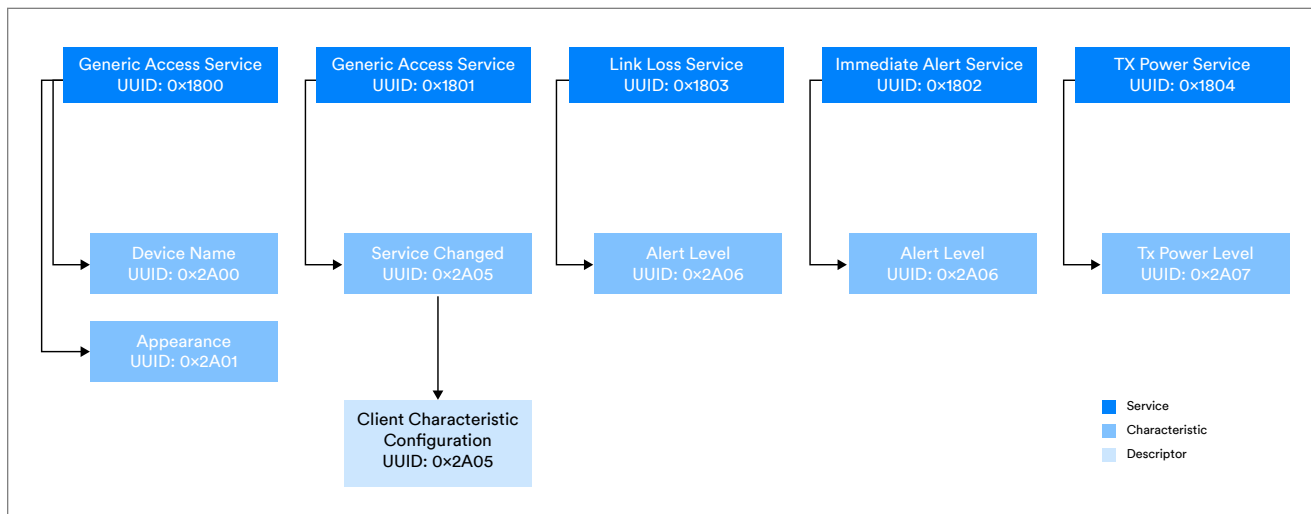 Generic Access Service
UUID: 0×1800
Generic Access Service
UUID: 0×1801
Link Loss Service
UUID: 0×1803
Immediate Alert Service
UUID: 0×1802
TX Power Service
UUID: 0×1804
Device Name
UUID: 0×2A00
Service Changed
UUID: 0×2A05
Alert Level
UUID: 0×2A06
Alert Level
UUID: 0×2A06
Tx Power Level
UUID: 0×2A07
Appearance
UUID: 0×2A01
Client Characteristic
Configuration
UUID: 0×2A05
Service
Characteristic
Descriptor